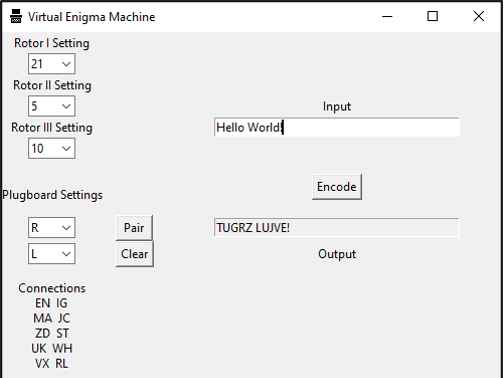 Virtual Enigma Machine
Rotor I Setting
21
Rotor II Setting
5
Rotor III Setting
10
Input
Hello World!
Encode
Plugboard Settings
R
Pair
TUGRZ LUJVE!
L
Clear
Output
Connections
EN IG
MA JC
ZD ST
UK WH
VX RL